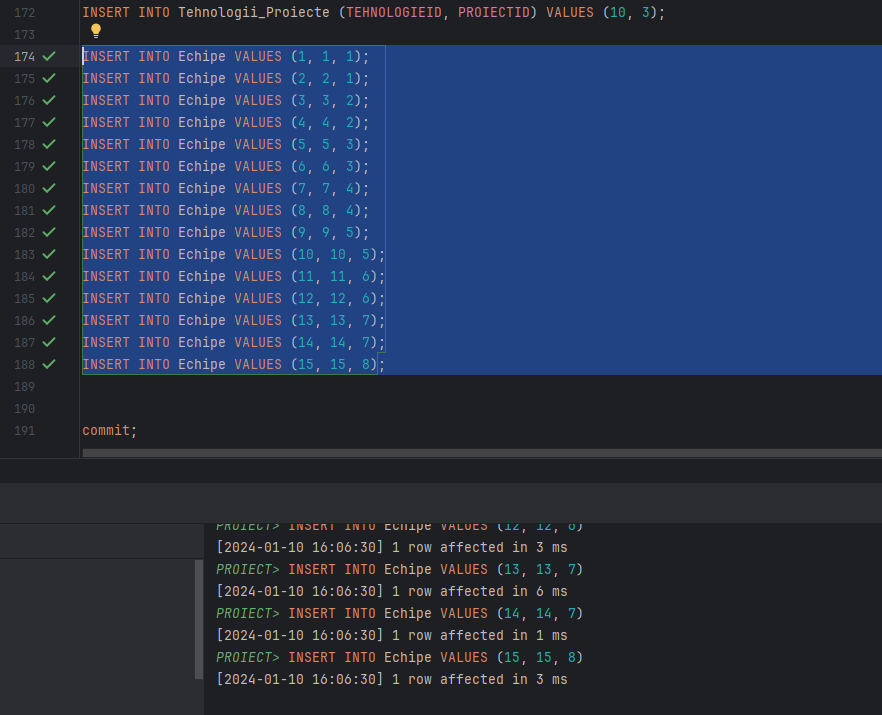 172 INSERT INTO Tehnologii_Proiecte (TEHNOLOGIEID, PROIECTID) VALUES (10, 3);
173
174 INSERT INTO Echipe VALUES (1, 1, 1);
175 INSERT INTO Echipe VALUES (2, 2, 1);
176 INSERT INTO Echipe VALUES (3, 3, 2);
177 INSERT INTO Echipe VALUES (4, 4, 2);
178 INSERT INTO Echipe VALUES (5, 5, 3);
179 INSERT INTO Echipe VALUES (6, 6, 3);
180 INSERT INTO Echipe VALUES (7, 7, 4);
181 INSERT INTO Echipe VALUES (8, 8, 4);
182 INSERT INTO Echipe VALUES (9, 9, 5);
183 INSERT INTO Echipe VALUES (10, 10, 5);
184 INSERT INTO Echipe VALUES (11, 11, 6);
185 INSERT INTO Echipe VALUES (12, 12, 6);
186 INSERT INTO Echipe VALUES (13, 13, 7);
187 INSERT INTO Echipe VALUES (14, 14, 7);
188 INSERT INTO Echipe VALUES (15, 15, 8);
189
190
191 commit;
PROIECT> INSERT INTO Echipe VALUES (12, 12, 6)
[2024-01-10 16:06:30] 1 row affected in 3 ms
PROIECT> INSERT INTO Echipe VALUES (13, 13, 7)
[2024-01-10 16:06:30] 1 row affected in 6 ms
PROIECT> INSERT INTO Echipe VALUES (14, 14, 7)
[2024-01-10 16:06:30] 1 row affected in 1 ms
PROIECT> INSERT INTO Echipe VALUES (15, 15, 8)
[2024-01-10 16:06:30] 1 row affected in 3 ms